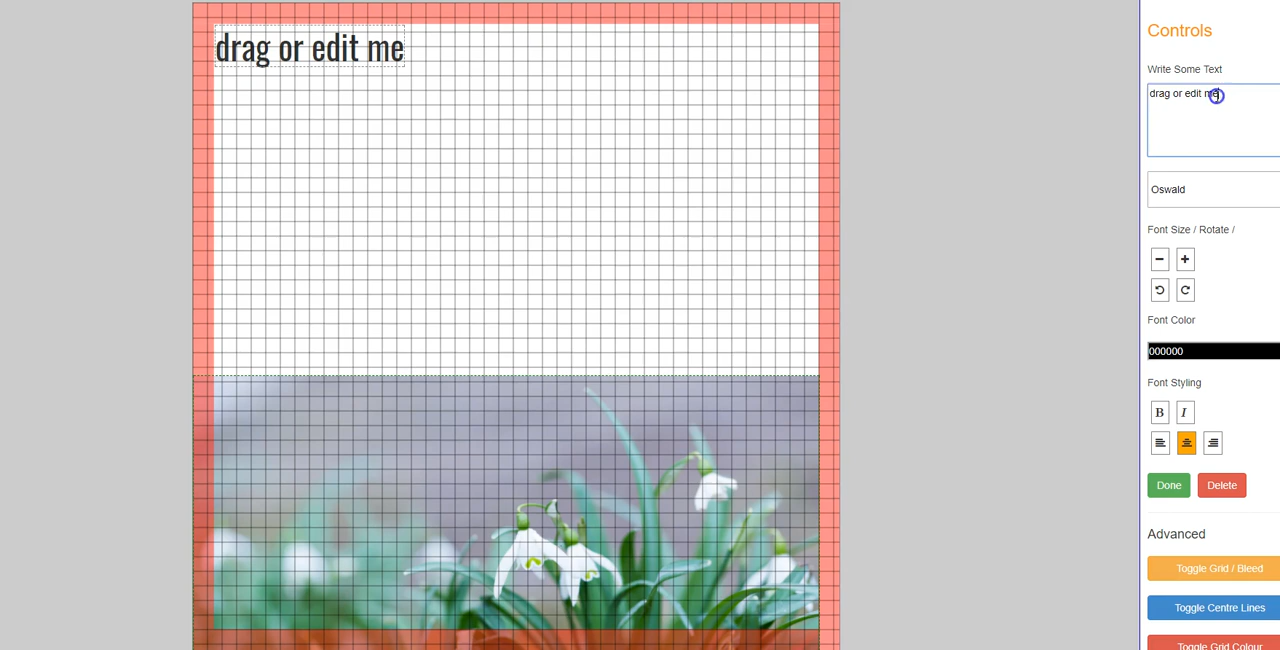 drag or edit me
Controls
Write Some Text
drag or edit me
Oswald
Font Size / Rotate /
Font Color
000000
Font Styling
B I
Done Delete
Advanced
Toggle Grid / Bleed
Toggle Centre Lines
Toggle Grid Colour